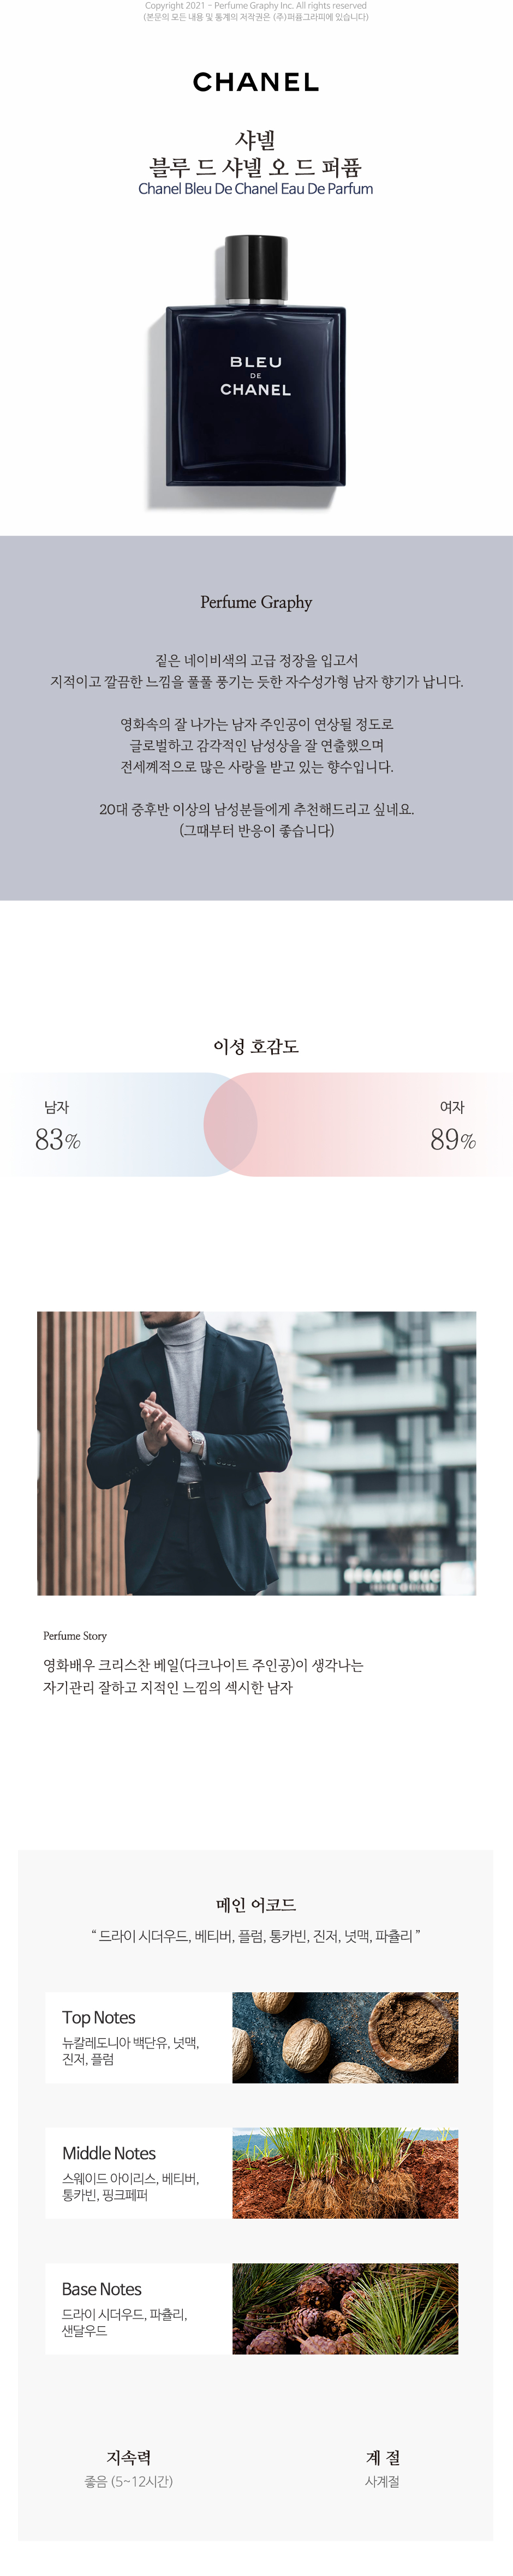 Copyright 2021 - Perfume Graphy Inc. All rights reserved
(본문의 모든 내용 및 통계의 저작권은 (주)퍼퓸그라피에 있습니다)
CHANEL
샤넬
블루 드 샤넬 오 드 퍼퓸
Chanel Bleu De Chanel Eau De Parfum
BLEU
DE
CHANEL
Perfume Graphy
짙은 네이비색의 고급 정장을 입고서
지적이고 깔끔한 느낌을 풀풀 풍기는 듯한 자수성가형 남자 향기가 납니다.
영화속의 잘 나가는 남자 주인공이 연상될 정도로
글로벌하고 감각적인 남성상을 잘 연출했으며
전세꼐적으로 많은 사랑을 받고 있는 향수입니다.
20대 중후반 이상의 남성분들에게 추천해드리고 싶네요.
(그때부터 반응이 좋습니다)
이성 호감도
남자
83%
여자
89%
Perfume Story
영화배우 크리스찬 베일(다크나이트 주인공)이 생각나는
자기관리 잘하고 지적인 느낌의 섹시한 남자
메인 어코드
“ 드라이 시더우드, 베티버, 플럼, 통카빈, 진저, 넛맥, 파츌리 ”
Top Notes
뉴칼레도니아 백단유, 넛맥,
진저, 플럼
Middle Notes
스웨이드 아이리스, 베티버,
통카빈, 핑크페퍼
Base Notes
드라이 시더우드, 파츌리,
샌달우드
지속력
좋음 (5~12시간)
계 절
사계절